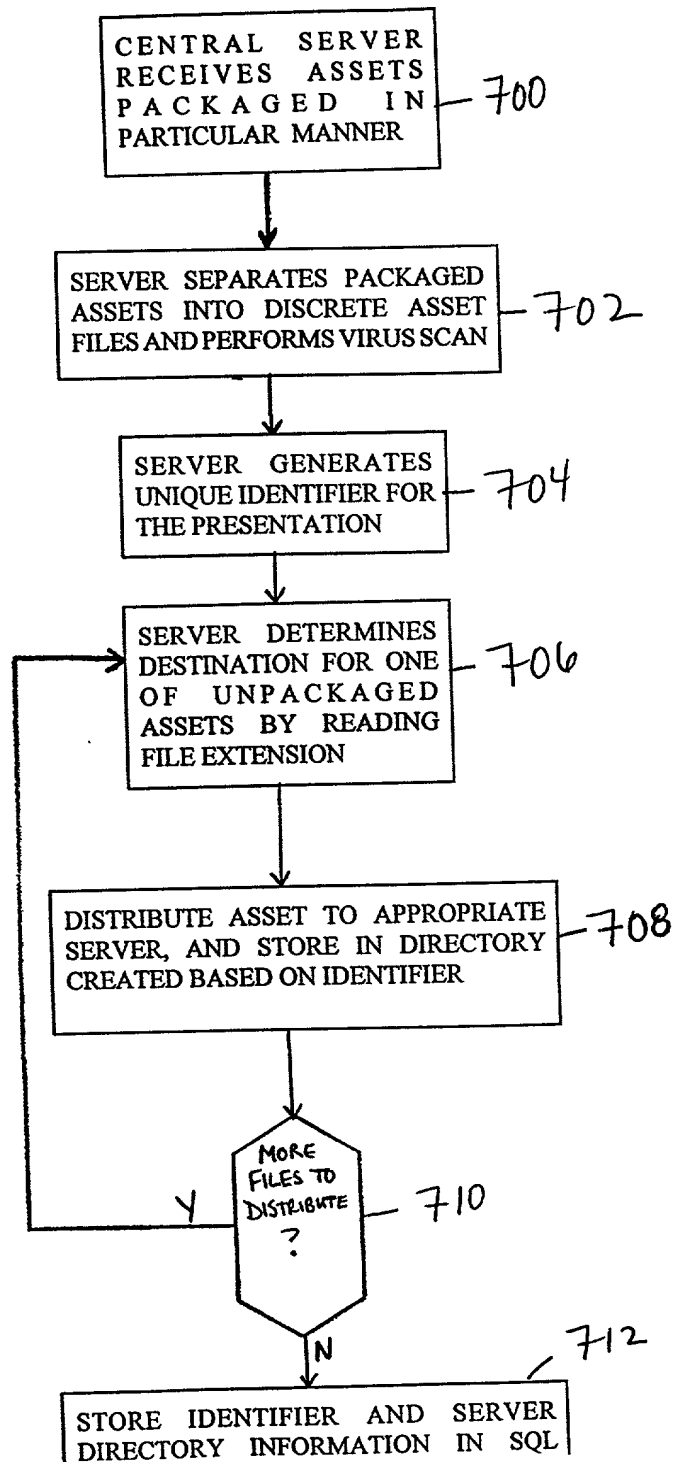 CENTRAL SERVER
RECEIVES ASSETS
PACKAGED IN
PARTICULAR MANNER
700
SERVER SEPARATES PACKAGED
ASSETS INTO DISCRETE ASSET
FILES AND PERFORMS VIRUS SCAN
702
SERVER GENERATES
UNIQUE IDENTIFIER FOR
THE PRESENTATION
704
SERVER DETERMINES
DESTINATION FOR ONE
OF UNPACKAGED
ASSETS BY READING
FILE EXTENSION
706
DISTRIBUTE ASSET TO APPROPRIATE
SERVER, AND STORE IN DIRECTORY
CREATED BASED ON IDENTIFIER
708
MORE
FILES TO
DISTRIBUTE
?
710
Y
N
712
STORE IDENTIFIER AND SERVER
DIRECTORY INFORMATION IN SQL